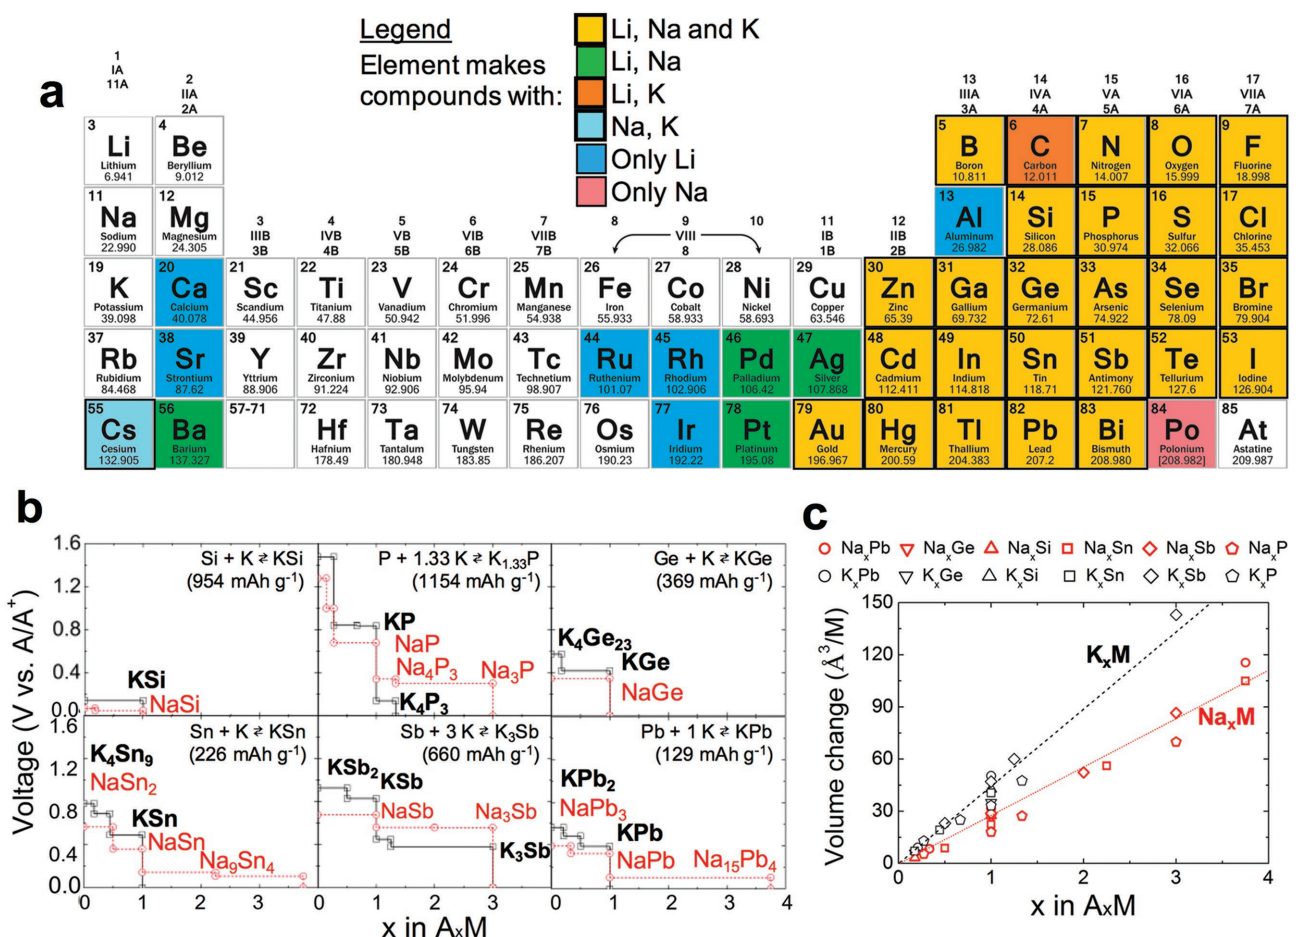 Legend
Element makes
compounds with:
Li, Na and K
Li, Na
Li, K
Na, K
Only Li
Only Na
a
1
IA
11A
2
IIA
2A
13
IIIA
3A
14
IVA
4A
15
VA
5A
16
VIA
6A
17
VIIA
7A
3 Li Lithium 6.941
4 Be Beryllium 9.012
5 B Boron 10.811
6 C Carbon 12.011
7 N Nitrogen 14.007
8 O Oxygen 15.999
9 F Fluorine 18.998
11 Na Sodium 22.990
12 Mg Magnesium 24.305
3
IIIB
3B
4
IVB
4B
5
VB
5B
6
VIB
6B
7
VIIB
7B
8 9 10
VIII
8
11
IB
1B
12
IIB
2B
13 Al Aluminum 26.982
14 Si Silicon 28.086
15 P Phosphorus 30.974
16 S Sulfur 32.066
17 Cl Chlorine 35.453
19 K Potassium 39.098
20 Ca Calcium 40.078
21 Sc Scandium 44.956
22 Ti Titanium 47.88
23 V Vanadium 50.942
24 Cr Chromium 51.996
25 Mn Manganese 54.938
26 Fe Iron 55.933
27 Co Cobalt 58.933
28 Ni Nickel 58.693
29 Cu Copper 63.546
30 Zn Zinc 65.39
31 Ga Gallium 69.732
32 Ge Germanium 72.61
33 As Arsenic 74.922
34 Se Selenium 78.09
35 Br Bromine 79.904
37 Rb Rubidium 84.468
38 Sr Strontium 87.62
39 Y Yttrium 88.906
40 Zr Zirconium 91.224
41 Nb Niobium 92.906
42 Mo Molybdenum 95.94
43 Tc Technetium 98.907
44 Ru Ruthenium 101.07
45 Rh Rhodium 102.906
46 Pd Palladium 106.42
47 Ag Silver 107.868
48 Cd Cadmium 112.411
49 In Indium 114.818
50 Sn Tin 118.71
51 Sb Antimony 121.760
52 Te Tellurium 127.6
53 I Iodine 126.904
55 Cs Cesium 132.905
56 Ba Barium 137.327
57-71
72 Hf Hafnium 178.49
73 Ta Tantalum 180.948
74 W Tungsten 183.85
75 Re Rhenium 186.207
76 Os Osmium 190.23
77 Ir Iridium 192.22
78 Pt Platinum 195.08
79 Au Gold 196.967
80 Hg Mercury 200.59
81 Tl Thallium 204.383
82 Pb Lead 207.2
83 Bi Bismuth 208.980
84 Po Polonium [208.982]
85 At Astatine 209.987
b
Voltage (V vs. A/A⁺)
1.6
1.2
0.8
0.4
0.0
Si + K ⇄ KSi
(954 mAh g⁻¹)
KSi
NaSi
P + 1.33 K ⇄ K₁.₃₃P
(1154 mAh g⁻¹)
KP
NaP
Na₄P₃
Na₃P
K₄P₃
Ge + K ⇄ KGe
(369 mAh g⁻¹)
K₄Ge₂₃
KGe
NaGe
1.6
1.2
0.8
0.4
0.0
Sn + K ⇄ KSn
(226 mAh g⁻¹)
K₄Sn₉
NaSn₂
KSn
NaSn
Na₉Sn₄
Sb + 3 K ⇄ K₃Sb
(660 mAh g⁻¹)
KSb₂
KSb
NaSb
Na₃Sb
K₃Sb
Pb + 1 K ⇄ KPb
(129 mAh g⁻¹)
KPb₂
NaPb₃
KPb
NaPb
Na₁₅Pb₄
0 1 2 3 0 1 2 3 0 1 2 3 4
x in AₓM
c
NaₓPb NaₓGe NaₓSi NaₓSn NaₓSb NaₓP
KₓPb KₓGe KₓSi KₓSn KₓSb KₓP
Volume change (Å³/M)
150
120
90
60
30
0
KₓM
NaₓM
0 1 2 3 4
x in AₓM